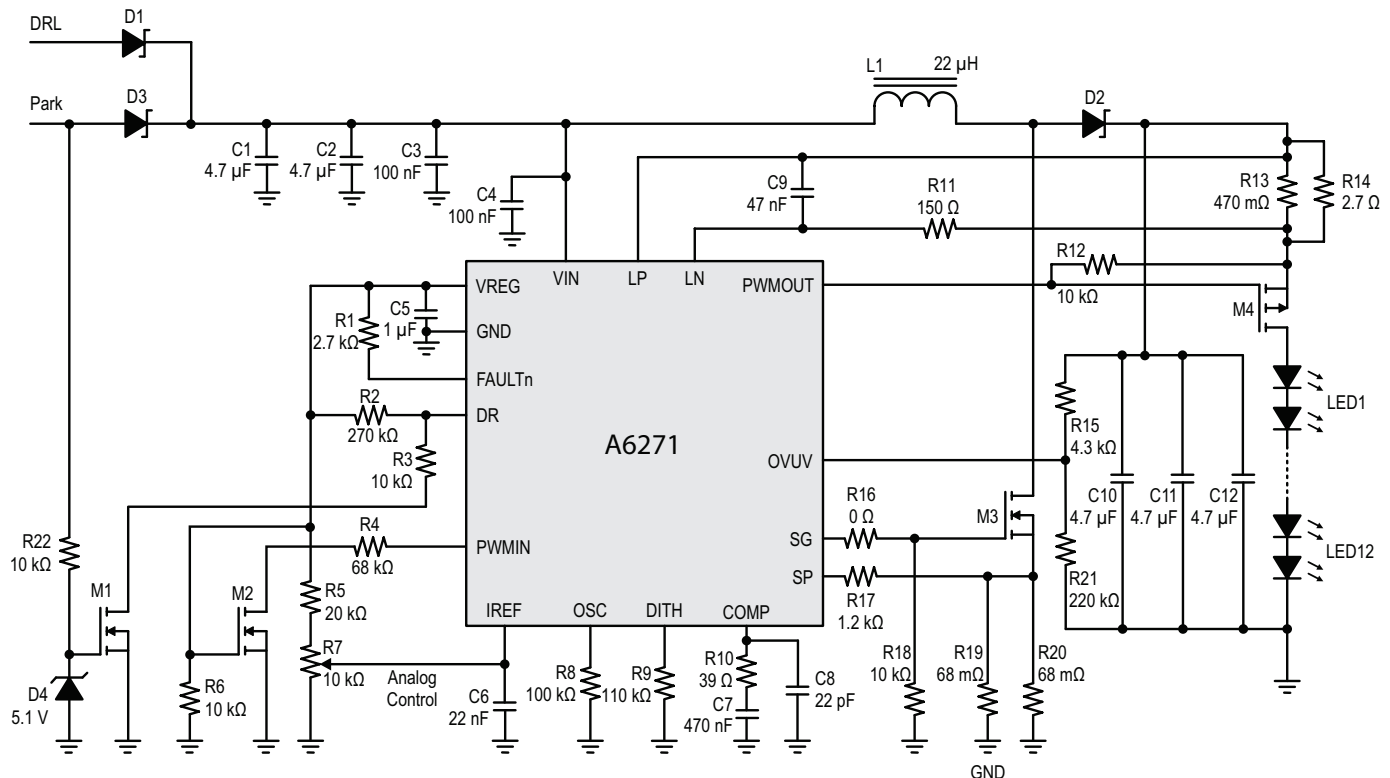 DRL
D1
Park
D3
L1
22 µH
D2
C1
4.7 µF
C2
4.7 µF
C3
100 nF
C4
100 nF
C9
47 nF
R11
150 Ω
R13
470 mΩ
R14
2.7 Ω
R12
10 kΩ
M4
VIN
LP
LN
VREG
PWMOUT
C5
1 µF
GND
R1
2.7 kΩ
FAULTn
R2
270 kΩ
DR
R3
10 kΩ
A6271
OVUV
R15
4.3 kΩ
LED1
C10
4.7 µF
C11
4.7 µF
C12
4.7 µF
R16
0 Ω
M3
SG
SP
R17
1.2 kΩ
R21
220 kΩ
LED12
R22
10 kΩ
R4
68 kΩ
PWMIN
M1
M2
R5
20 kΩ
IREF
OSC
DITH
COMP
D4
5.1 V
R6
10 kΩ
R7
10 kΩ
Analog
Control
C6
22 nF
R8
100 kΩ
R9
110 kΩ
R10
39 Ω
C7
470 nF
C8
22 pF
R18
10 kΩ
R19
68 mΩ
R20
68 mΩ
GND